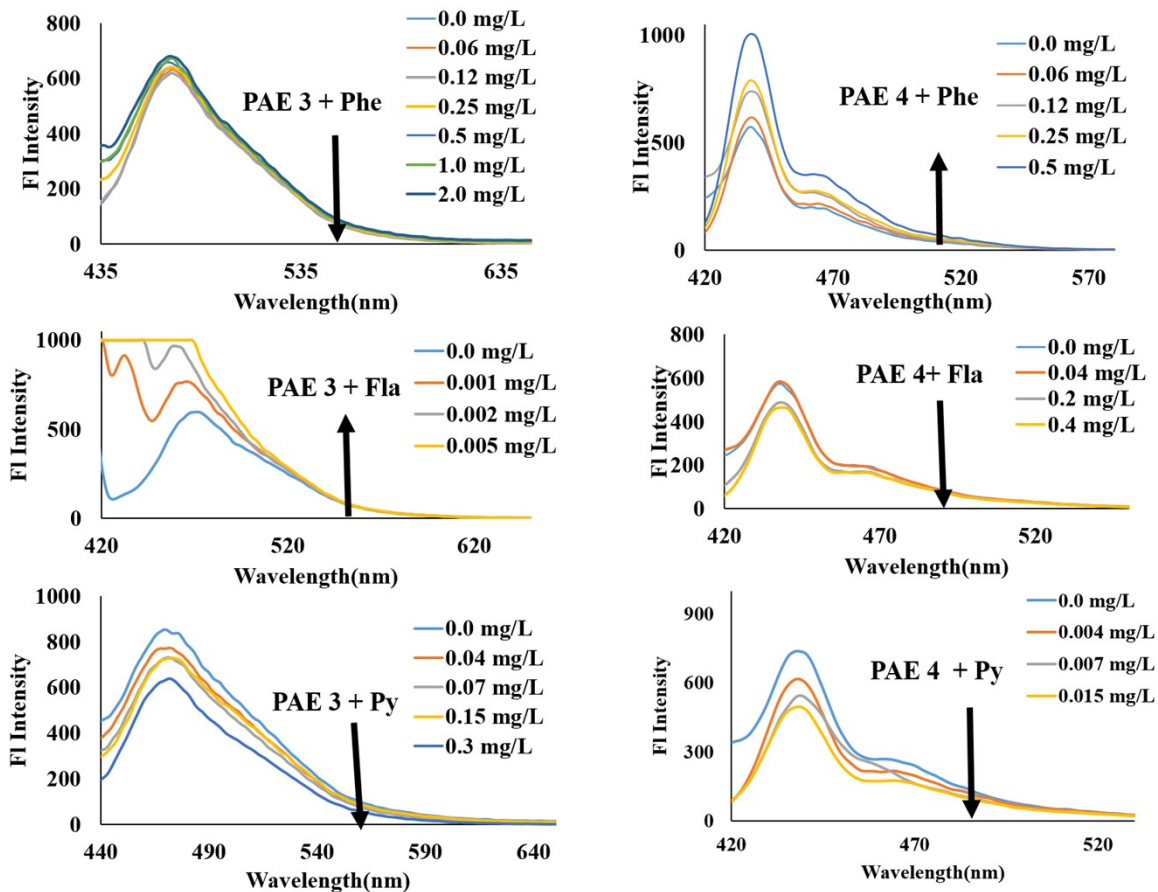 800
600
400
200
0
Fl Intensity
435
535
635
Wavelength(nm)
PAE 3 + Phe
0.0 mg/L
0.06 mg/L
0.12 mg/L
0.25 mg/L
0.5 mg/L
1.0 mg/L
2.0 mg/L
1000
500
0
Fl Intensity
420
470
520
570
Wavelength(nm)
PAE 4 + Phe
0.0 mg/L
0.06 mg/L
0.12 mg/L
0.25 mg/L
0.5 mg/L
1000
500
0
Fl Intensity
420
520
620
Wavelength(nm)
PAE 3 + Fla
0.0 mg/L
0.001 mg/L
0.002 mg/L
0.005 mg/L
800
600
400
200
0
Fl Intensity
420
470
520
Wavelength(nm)
PAE 4+ Fla
0.0 mg/L
0.04 mg/L
0.2 mg/L
0.4 mg/L
1000
800
600
400
200
0
Fl Intensity
440
490
540
590
640
Wavelength(nm)
PAE 3 + Py
0.0 mg/L
0.04 mg/L
0.07 mg/L
0.15 mg/L
0.3 mg/L
900
600
300
0
Fl Intensity
420
470
520
Wavelength(nm)
PAE 4 + Py
0.0 mg/L
0.004 mg/L
0.007 mg/L
0.015 mg/L